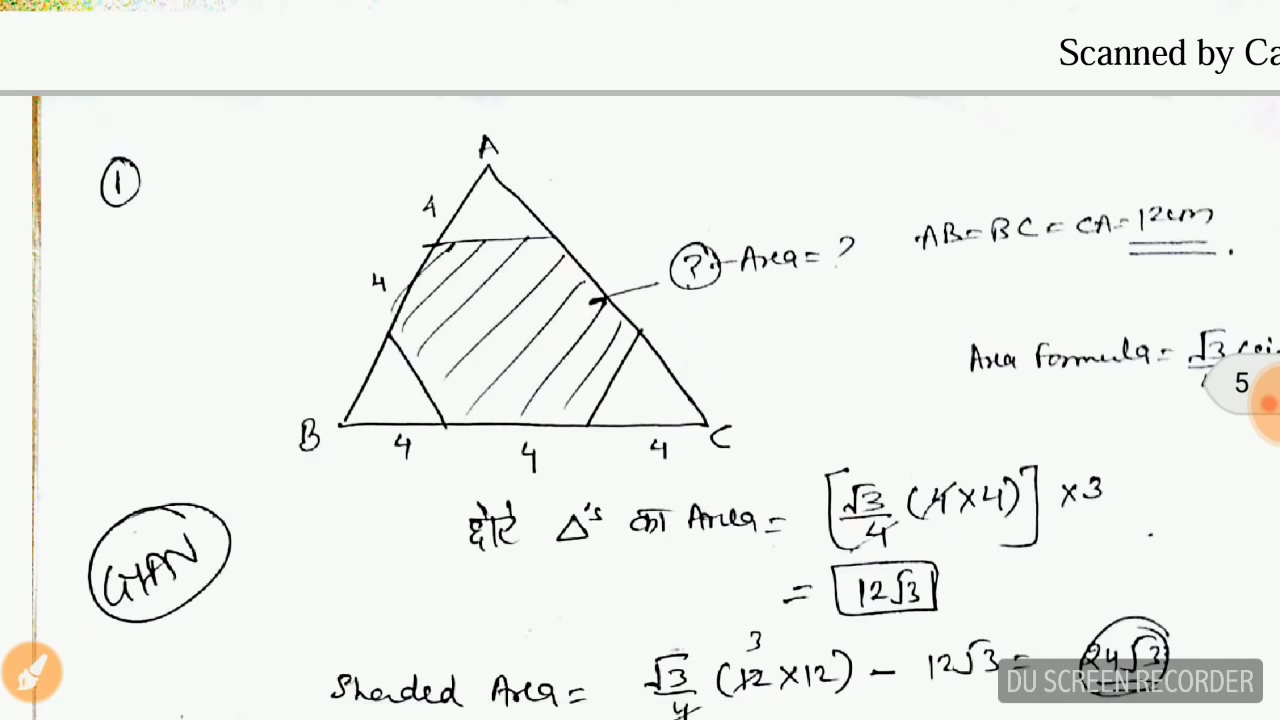 Scanned by Ca
①
A
4
4
B
C
4
4
4
? Area = ?
AB = BC = CA = 12cm
Area Formula = √3
5
छोटे Δ's का Area = [√3/4 (4×4)] ×3
= 12√3
GHAN
Shaded Area = √3/4 (12×12) - 12√3 = 24√3
3
DU SCREEN RECORDER